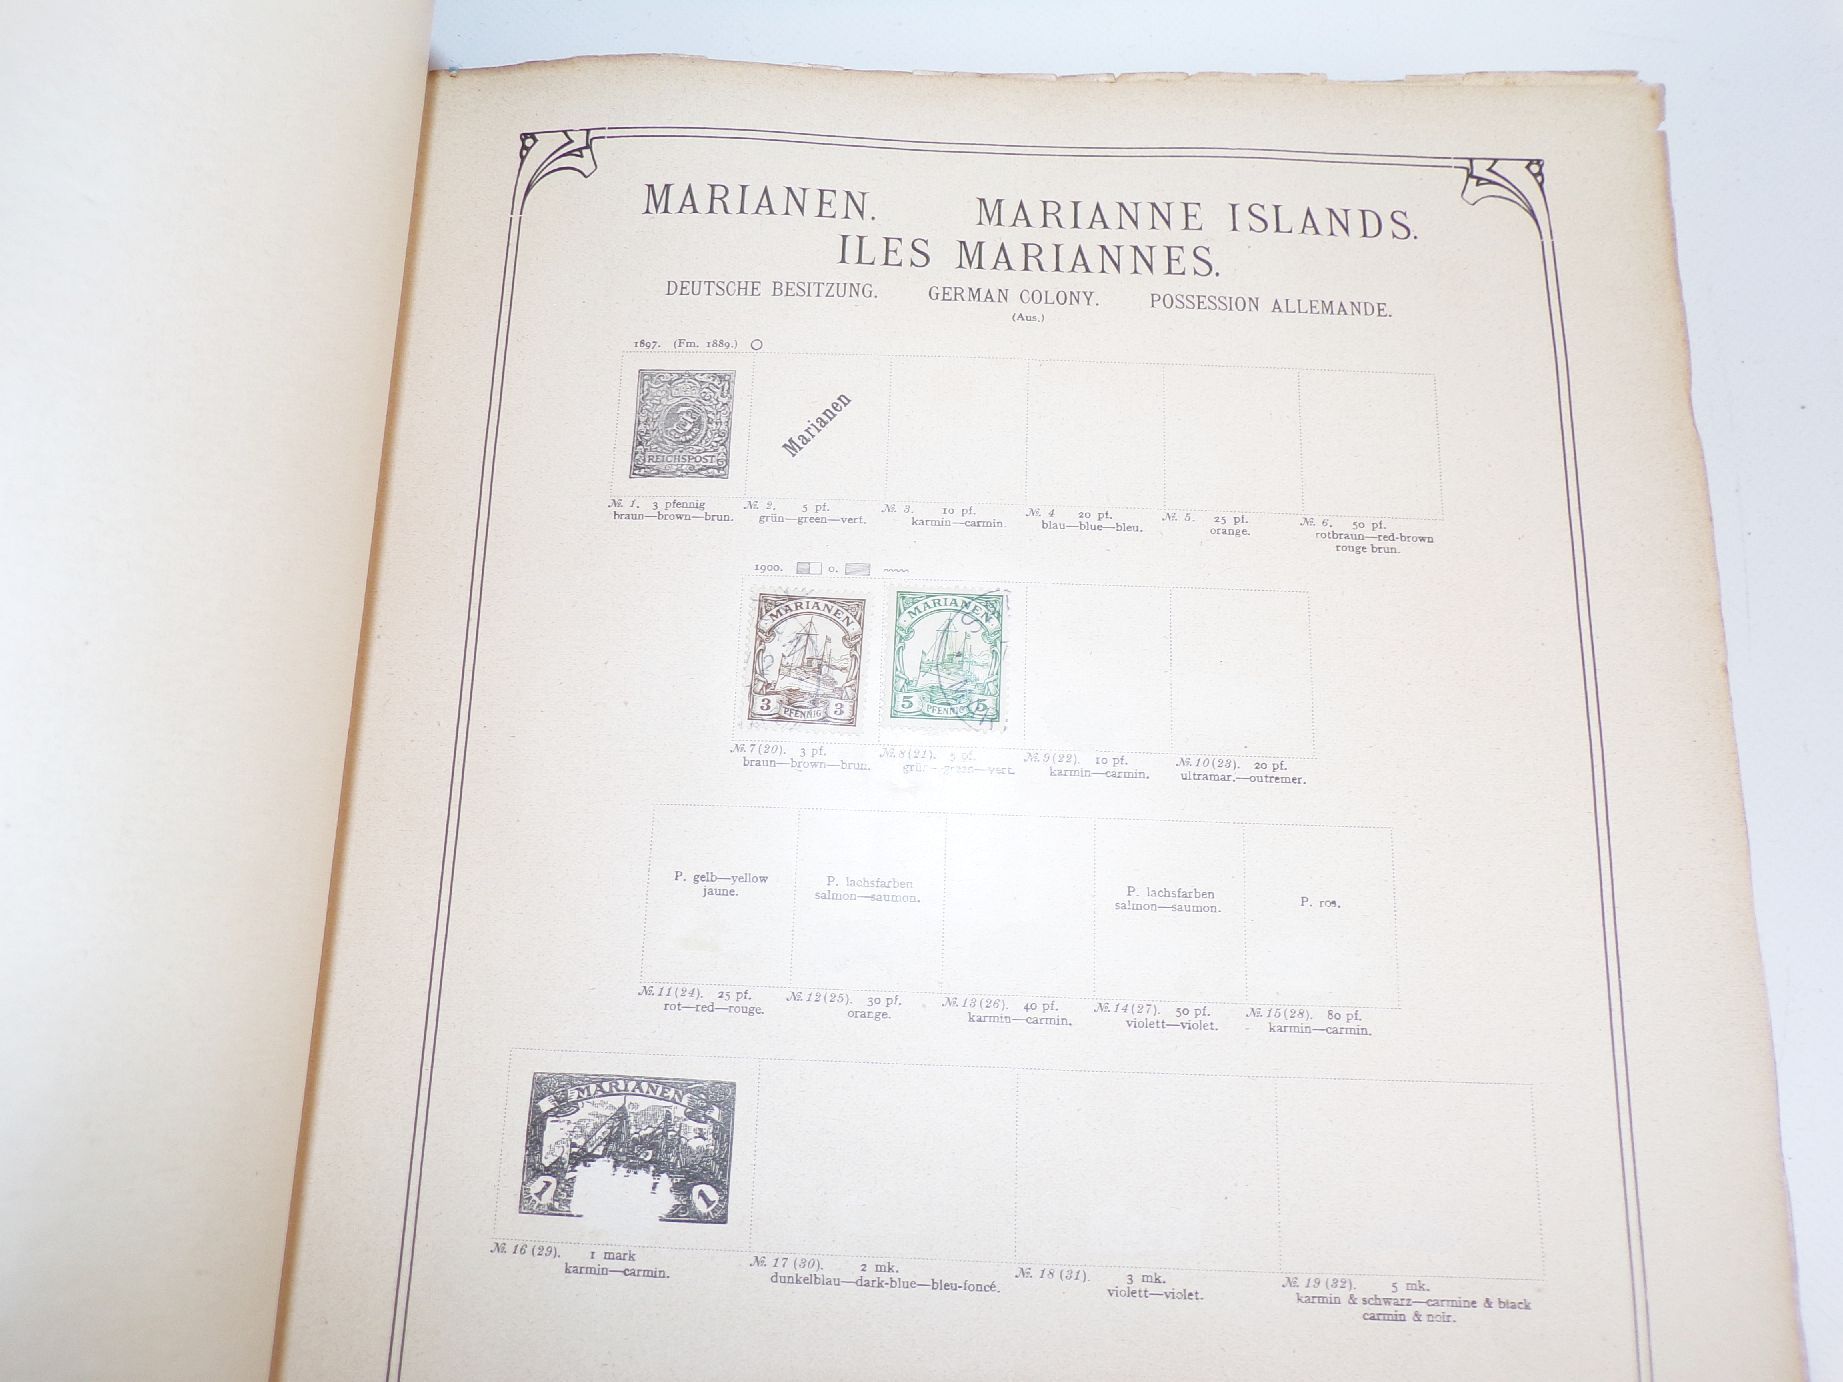 MARIANEN. MARIANNE ISLANDS.
ILES MARIANNES.
DEUTSCHE BESITZUNG. GERMAN COLONY. POSSESSION ALLEMANDE.
(Aus.)
1897. (Fm. 1889.)
REICHSPOST
Marianen
№. 1. 3 pfennig
braun—brown—brun.
№. 2. 5 pf.
grün—green—vert.
№. 3. 10 pf.
karmin—carmin.
№. 4 20 pf.
blau—blue—bleu.
№. 5. 25 pf.
orange.
№. 6. 50 pf.
rotbraun—red-brown
rouge brun.
1900. o.
MARIANEN
3 PFENNIG 3
MARIANEN
5 PFENNIG 5
№. 7 (20). 3 pf.
braun—brown—brun.
№. 8 (21). 5 pf.
grün—green—vert.
№. 9 (22). 10 pf.
karmin—carmin.
№. 10 (23). 20 pf.
ultramar.—outremer.
P. gelb—yellow
jaune.
P. lachsfarben
salmon—saumon.
P. lachsfarben
salmon—saumon.
P. ros.
№. 11 (24). 25 pf.
rot—red—rouge.
№. 12 (25). 30 pf.
orange.
№. 13 (26). 40 pf.
karmin—carmin.
№. 14 (27). 50 pf.
violett—violet.
№. 15 (28). 80 pf.
karmin—carmin.
MARIANEN
1 1
№. 16 (29). 1 mark
karmin—carmin.
№. 17 (30). 2 mk.
dunkelblau—dark-blue—bleu-foncé.
№. 18 (31). 3 mk.
violett—violet.
№. 19 (32). 5 mk.
karmin & schwarz—carmine & black
carmin & noir.